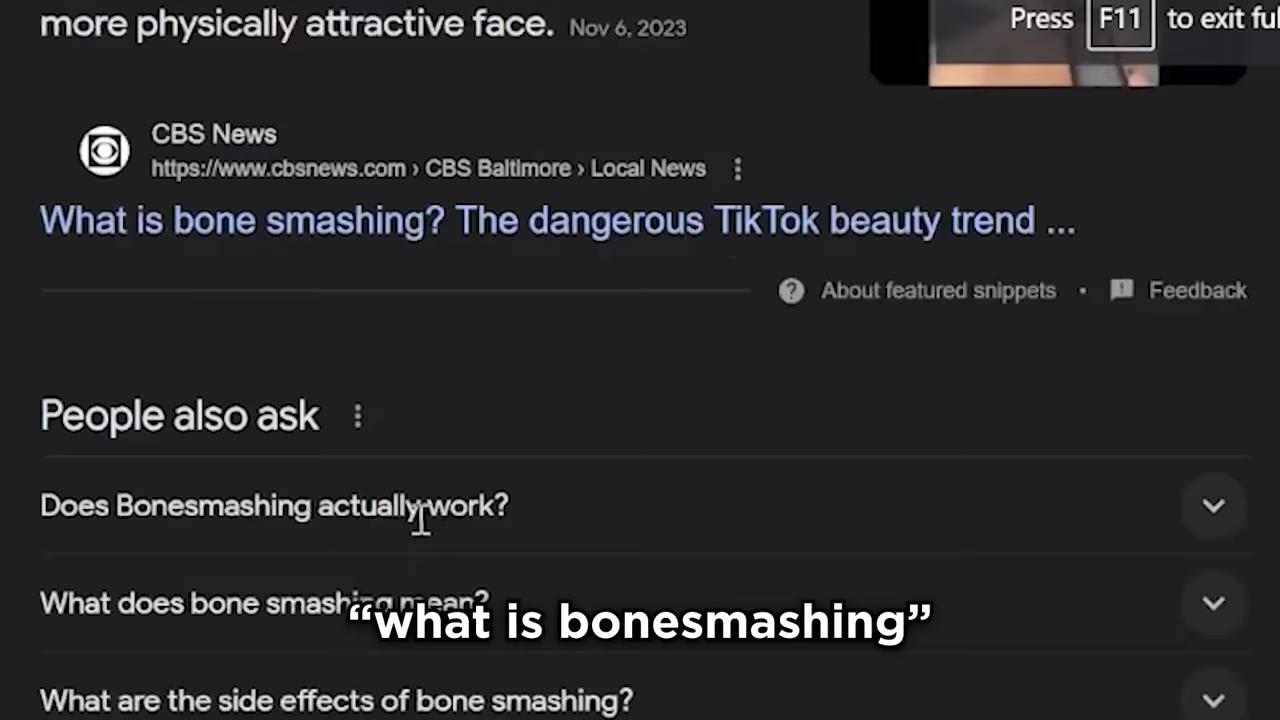 more physically attractive face. Nov 6, 2023
Press F11 to exit ful
CBS News
https://www.cbsnews.com › CBS Baltimore › Local News
What is bone smashing? The dangerous TikTok beauty trend ...
About featured snippets • Feedback
People also ask
Does Bonesmashing actually work?
What does bone smashing mean?
“what is bonesmashing”
What are the side effects of bone smashing?